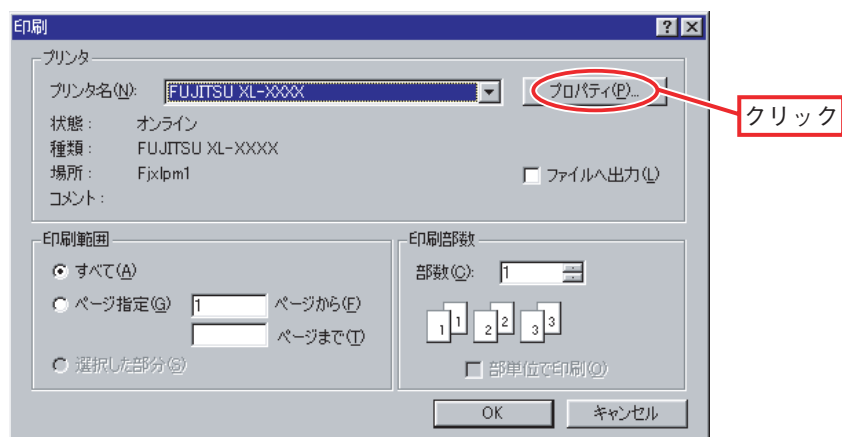 印刷
プリンタ
プリンタ名(N): FUJITSU XL-XXXX プロパティ(P)...
クリック
状態： オンライン
種類： FUJITSU XL-XXXX
場所： Fjxlpm1 ファイルへ出力(L)
コメント：
印刷範囲
すべて(A)
ページ指定(G) 1 ページから(F)
ページまで(T)
選択した部分(S)
印刷部数
部数(C): 1
1 1 2 2 3 3
部単位で印刷(O)
OK キャンセル